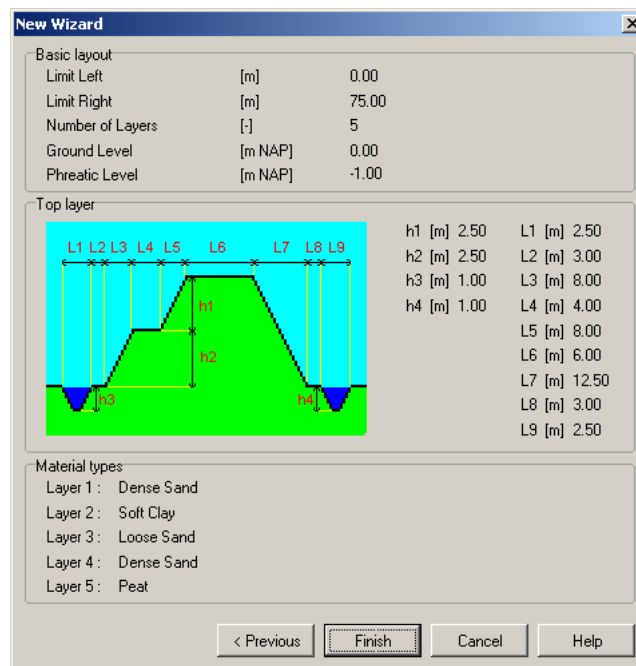 New Wizard
Basic layout
Limit Left [m] 0.00
Limit Right [m] 75.00
Number of Layers [-] 5
Ground Level [m NAP] 0.00
Phreatic Level [m NAP] -1.00
Top layer
L1 L2 L3 L4 L5 L6 L7 L8 L9
h1
h2
h3
h4
h1 [m] 2.50 L1 [m] 2.50
h2 [m] 2.50 L2 [m] 3.00
h3 [m] 1.00 L3 [m] 8.00
h4 [m] 1.00 L4 [m] 4.00
L5 [m] 8.00
L6 [m] 6.00
L7 [m] 12.50
L8 [m] 3.00
L9 [m] 2.50
Material types
Layer 1 : Dense Sand
Layer 2 : Soft Clay
Layer 3 : Loose Sand
Layer 4 : Dense Sand
Layer 5 : Peat
< Previous Finish Cancel Help